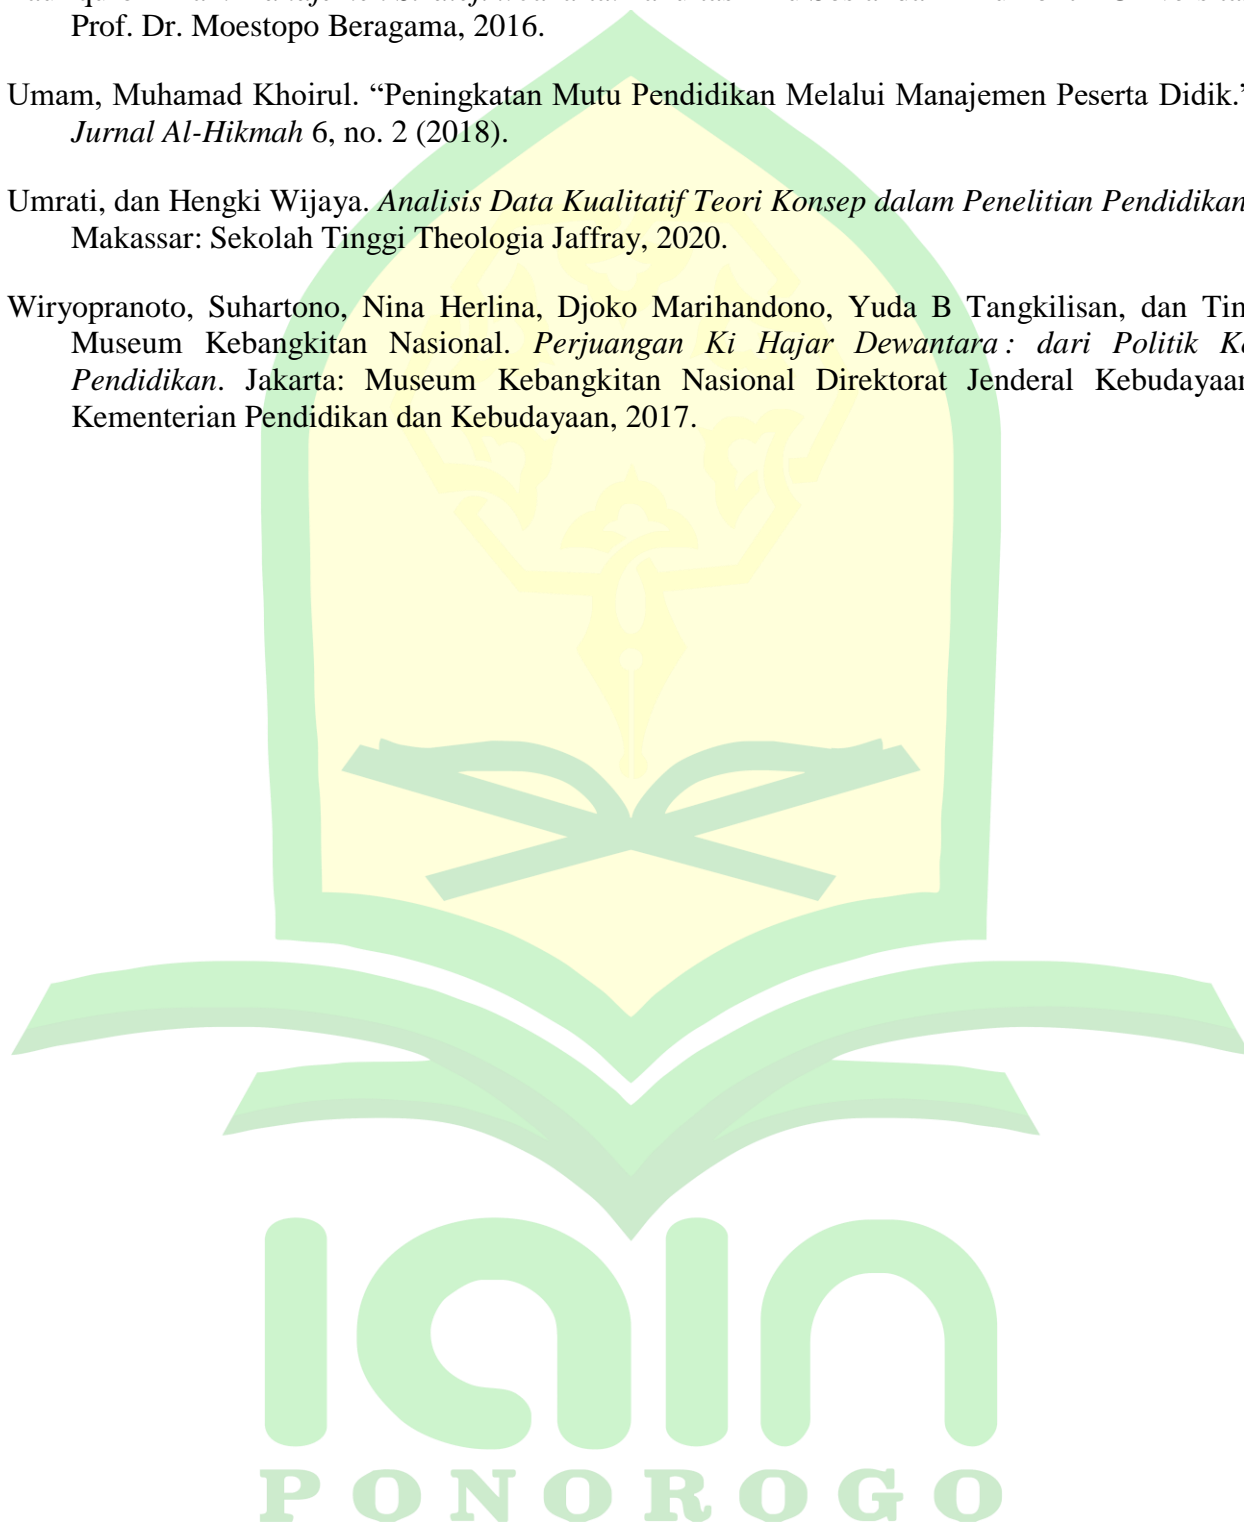 Prof. Dr. Moestopo Beragama, 2016.
Umam, Muhamad Khoirul. “Peningkatan Mutu Pendidikan Melalui Manajemen Peserta Didik.”
Jurnal Al-Hikmah 6, no. 2 (2018).
Umrati, dan Hengki Wijaya. Analisis Data Kualitatif Teori Konsep dalam Penelitian Pendidikan
Makassar: Sekolah Tinggi Theologia Jaffray, 2020.
Wiryopranoto, Suhartono, Nina Herlina, Djoko Marihandono, Yuda B Tangkilisan, dan Tim
Museum Kebangkitan Nasional. Perjuangan Ki Hajar Dewantara : dari Politik Ke
Pendidikan. Jakarta: Museum Kebangkitan Nasional Direktorat Jenderal Kebudayaan
Kementerian Pendidikan dan Kebudayaan, 2017.
iain
PONOROGO